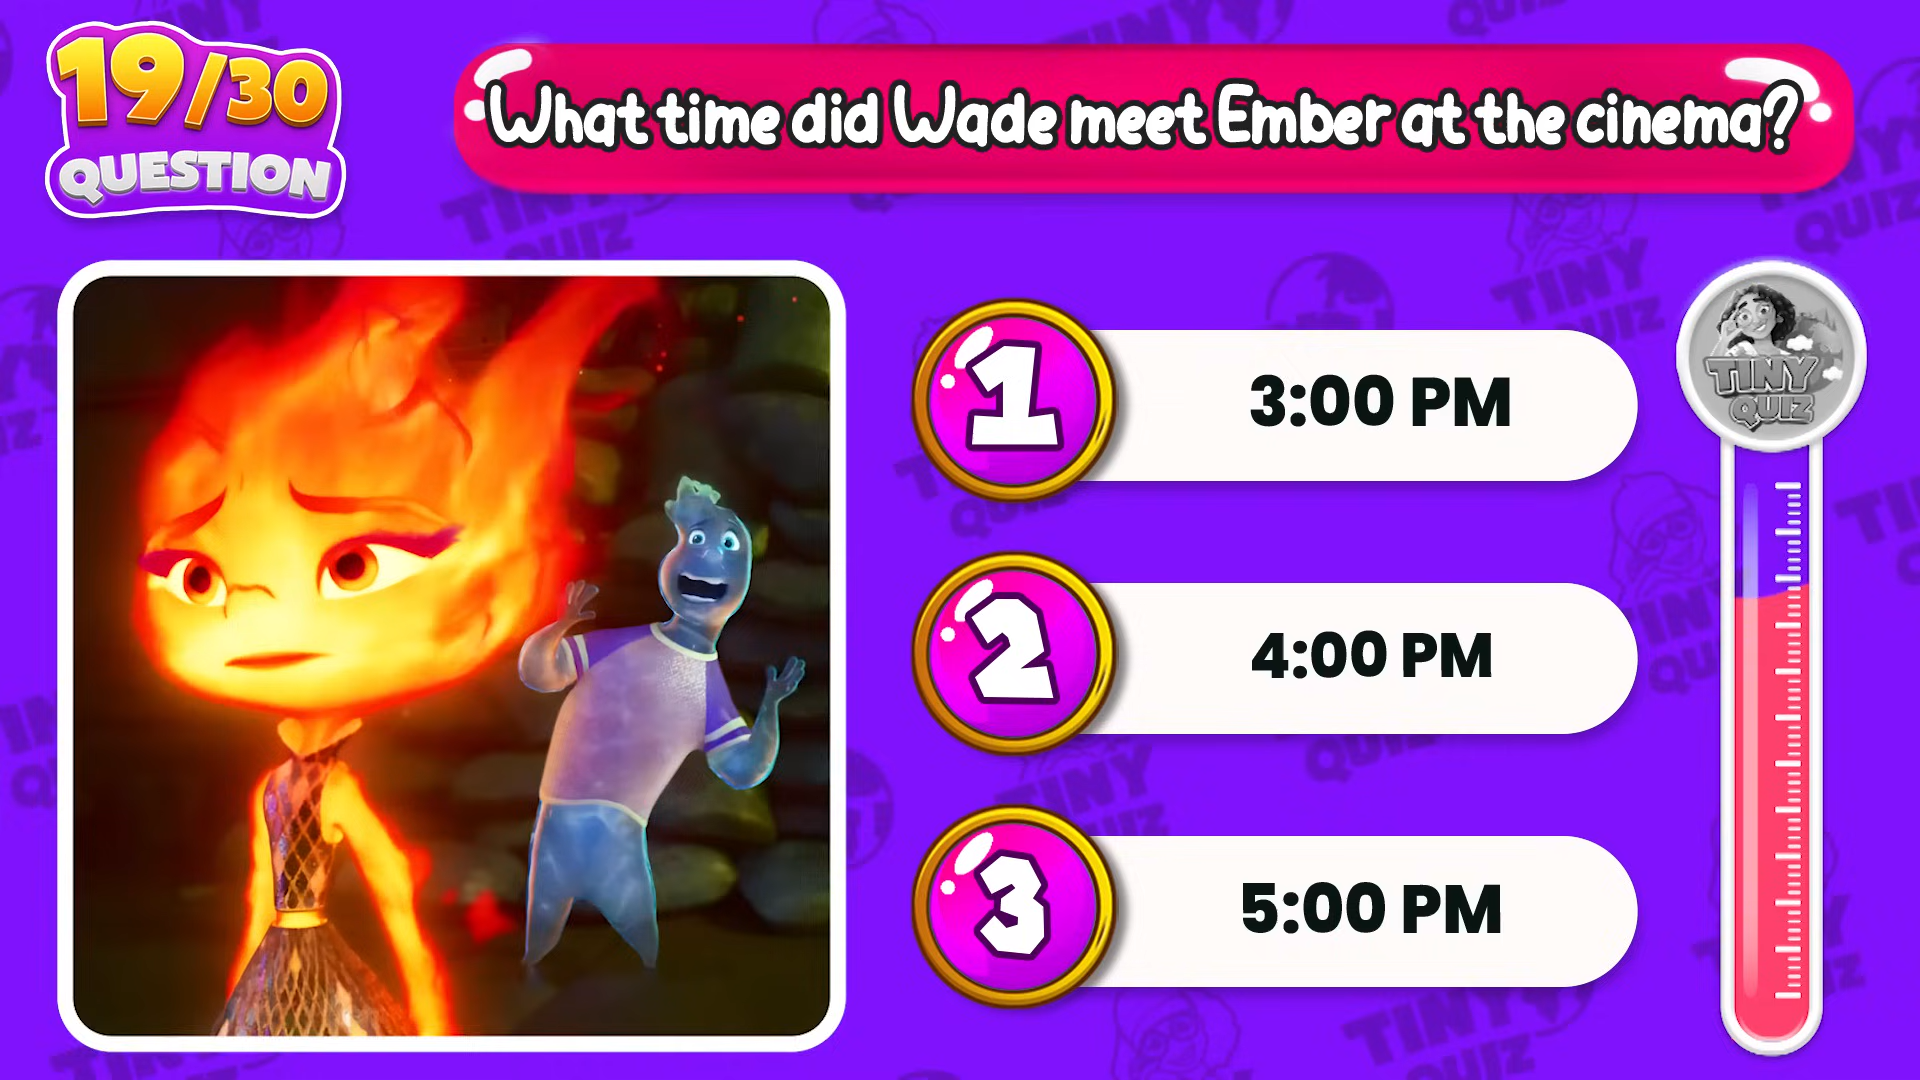 19/30
QUESTION
What time did Wade meet Ember at the cinema?
1
3:00 PM
2
4:00 PM
3
5:00 PM
TINY
QUIZ